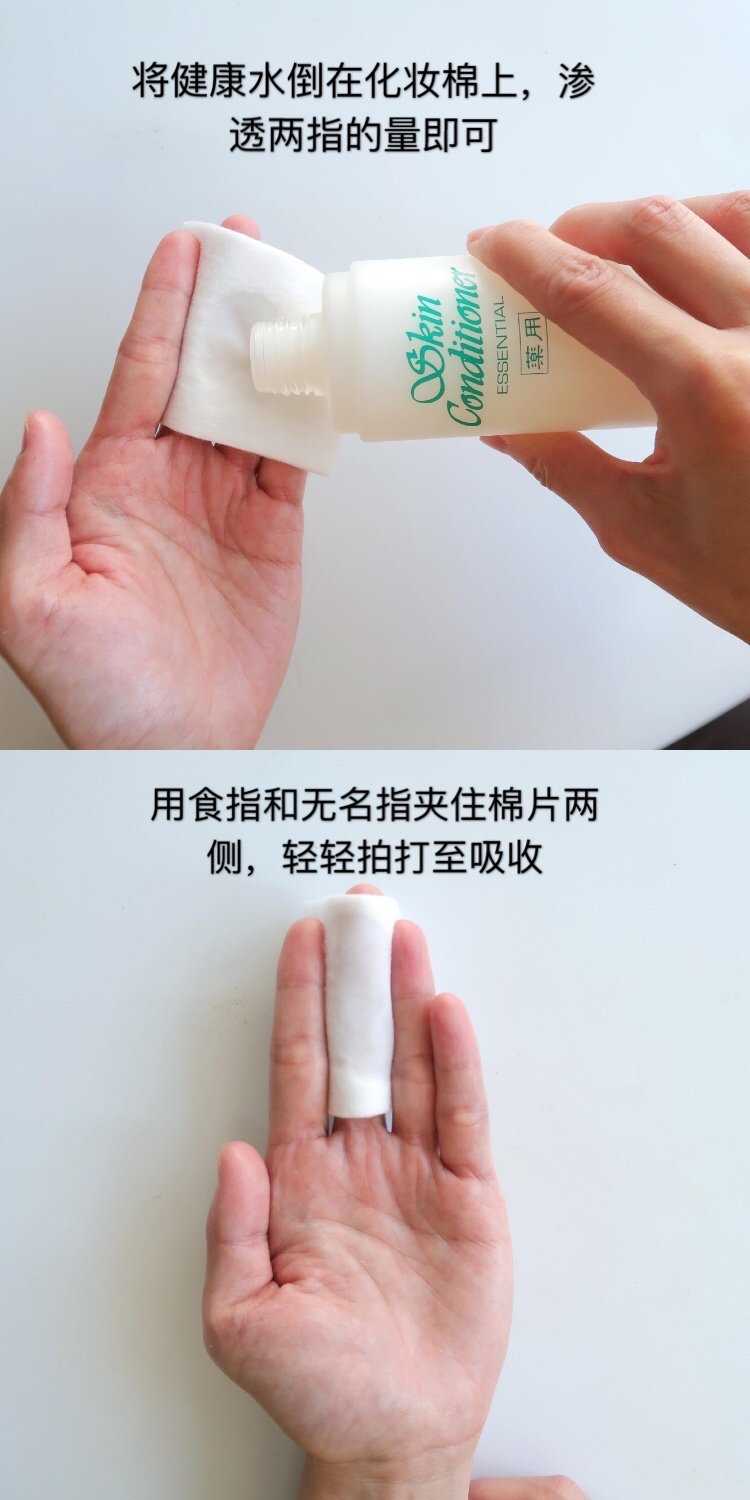 将健康水倒在化妆棉上，渗
透两指的量即可
Skin
Conditioner
ESSENTIAL
薬用
用食指和无名指夹住棉片两
侧，轻轻拍打至吸收